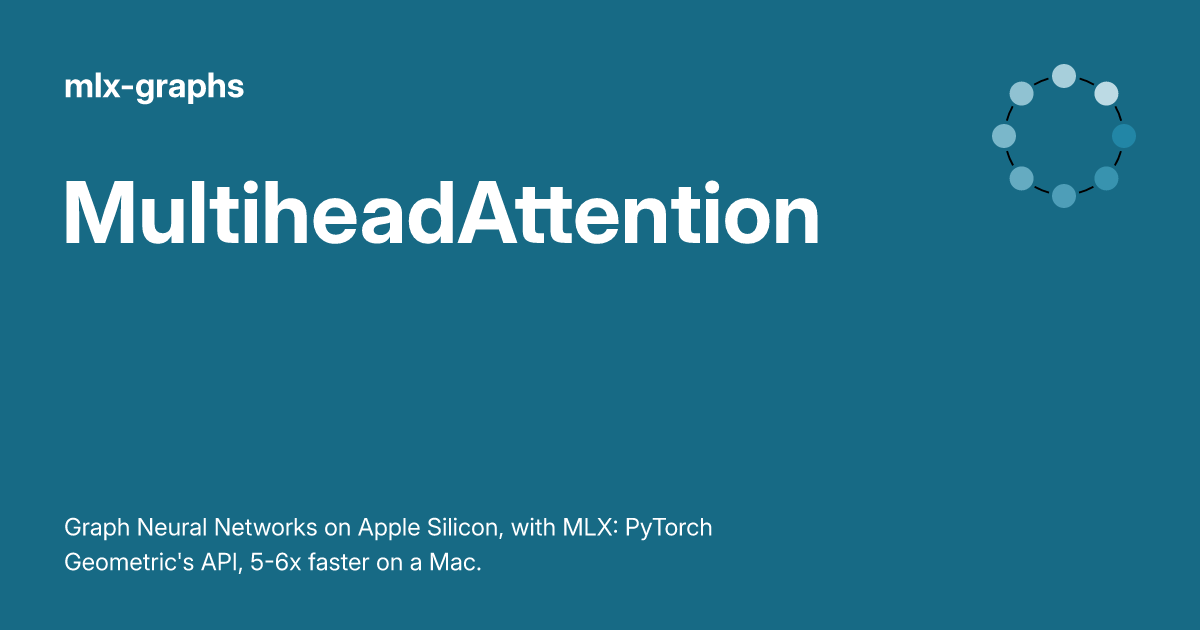 mlx-graphs
MultiheadAttention
Graph Neural Networks on Apple Silicon, with MLX: PyTorch
Geometric's API, 5-6x faster on a Mac.